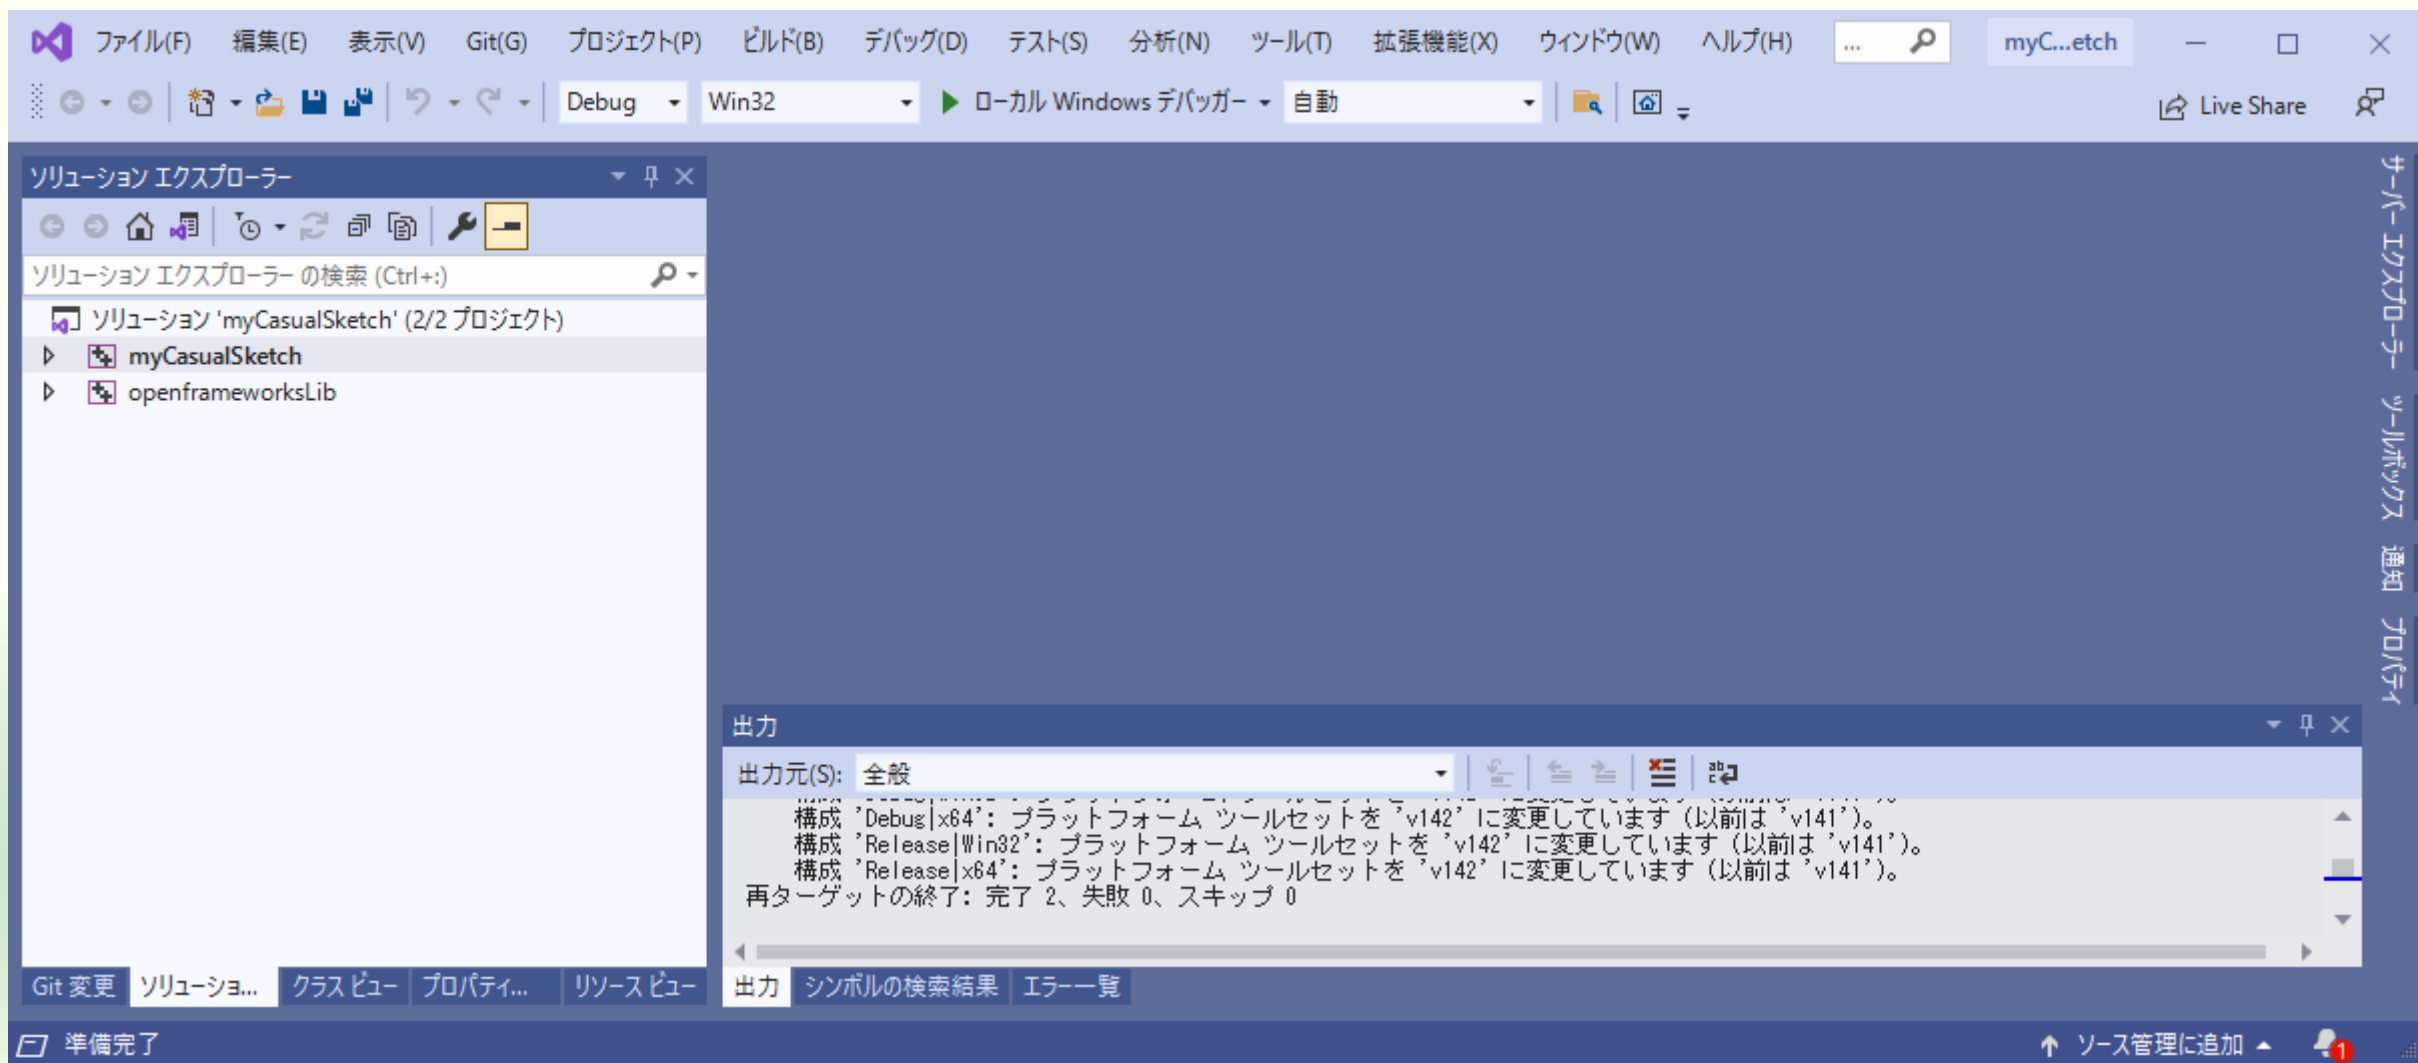 ファイル(F) 編集(E) 表示(V) Git(G) プロジェクト(P) ビルド(B) デバッグ(D) テスト(S) 分析(N) ツール(T) 拡張機能(X) ウィンドウ(W) ヘルプ(H) ... myC...etch
Debug Win32 ローカル Windows デバッガー 自動 Live Share
ソリューション エクスプローラー
ソリューション エクスプローラー の検索 (Ctrl+:)
ソリューション 'myCasualSketch' (2/2 プロジェクト)
myCasualSketch
openframeworksLib
Git 変更 ソリューショ... クラス ビュー プロパティ... リソース ビュー
出力
出力元(S): 全般
構成 'Debug|x64': プラットフォーム ツールセットを 'v142' に変更しています (以前は 'v141')。
構成 'Release|Win32': プラットフォーム ツールセットを 'v142' に変更しています (以前は 'v141')。
構成 'Release|x64': プラットフォーム ツールセットを 'v142' に変更しています (以前は 'v141')。
再ターゲットの終了: 完了 2、失敗 0、スキップ 0
出力 シンボルの検索結果 エラー一覧
サーバー エクスプローラー
ツールボックス
通知
プロパティ
準備完了 ソース管理に追加 1